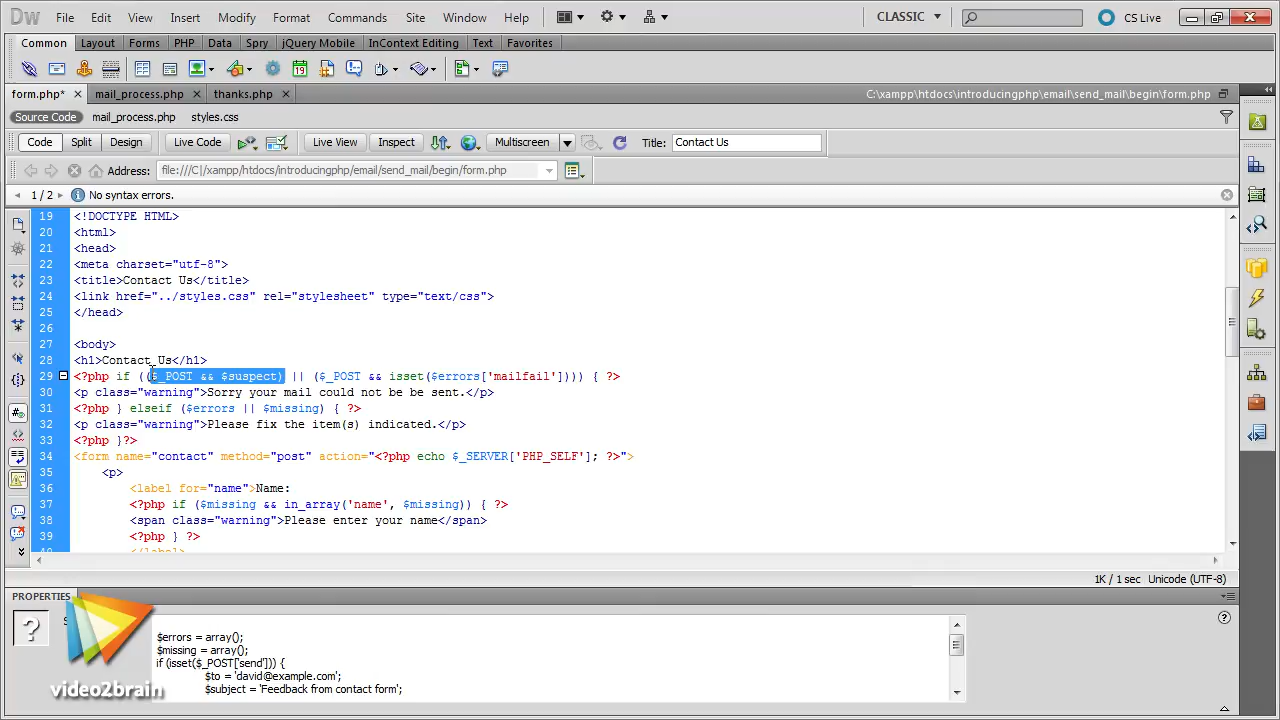 Dw File Edit View Insert Modify Format Commands Site Window Help CLASSIC CS Live
Common Layout Forms PHP Data Spry jQuery Mobile InContext Editing Text Favorites
form.php* mail_process.php thanks.php C:\xampp\htdocs\introducingphp\email\send_mail\begin\form.php
Source Code mail_process.php styles.css
Code Split Design Live Code Live View Inspect Multiscreen Title: Contact Us
Address: file:///C|/xampp/htdocs/introducingphp/email/send_mail/begin/form.php
1 / 2 No syntax errors.
19 <!DOCTYPE HTML>
20 <html>
21 <head>
22 <meta charset="utf-8">
23 <title>Contact Us</title>
24 <link href="../styles.css" rel="stylesheet" type="text/css">
25 </head>
26
27 <body>
28 <h1>Contact Us</h1>
29 <?php if (($_POST && $suspect) || ($_POST && isset($errors['mailfail']))) { ?>
30 <p class="warning">Sorry your mail could not be be sent.</p>
31 <?php } elseif ($errors || $missing) { ?>
32 <p class="warning">Please fix the item(s) indicated.</p>
33 <?php }?>
34 <form name="contact" method="post" action="<?php echo $_SERVER['PHP_SELF']; ?>">
35 <p>
36 <label for="name">Name:
37 <?php if ($missing && in_array('name', $missing)) { ?>
38 <span class="warning">Please enter your name</span>
39 <?php } ?>
40 </label>
1K / 1 sec Unicode (UTF-8)
PROPERTIES
$errors = array();
$missing = array();
if (isset($_POST['send'])) {
$to = 'david@example.com';
$subject = 'Feedback from contact form';
video2brain